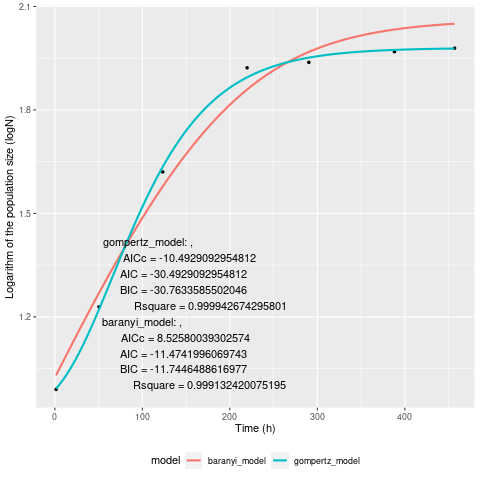 2.1
1.8
1.5
1.2
Logarithm of the population size (logN)
gompertz_model: ,
AICc = -10.4929092954812
AIC = -30.4929092954812
BIC = -30.7633585502046
Rsquare = 0.999942674295801
baranyi_model: ,
AICc = 8.52580039302574
AIC = -11.4741996069743
BIC = -11.7446488616977
Rsquare = 0.999132420075195
0 100 200 300 400
Time (h)
model baranyi_model gompertz_model